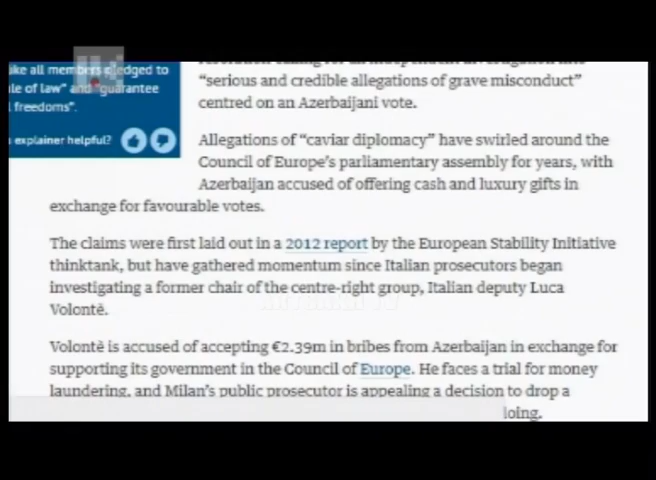 ke all members pledged to
le of law" and "guarantee
l freedoms".
explainer helpful?
"serious and credible allegations of grave misconduct"
centred on an Azerbaijani vote.
Allegations of "caviar diplomacy" have swirled around the
Council of Europe's parliamentary assembly for years, with
Azerbaijan accused of offering cash and luxury gifts in
exchange for favourable votes.
The claims were first laid out in a 2012 report by the European Stability Initiative
thinktank, but have gathered momentum since Italian prosecutors began
investigating a former chair of the centre-right group, Italian deputy Luca
Volontè.
Volontè is accused of accepting €2.39m in bribes from Azerbaijan in exchange for
supporting its government in the Council of Europe. He faces a trial for money
laundering, and Milan's public prosecutor is appealing a decision to drop a
loing.